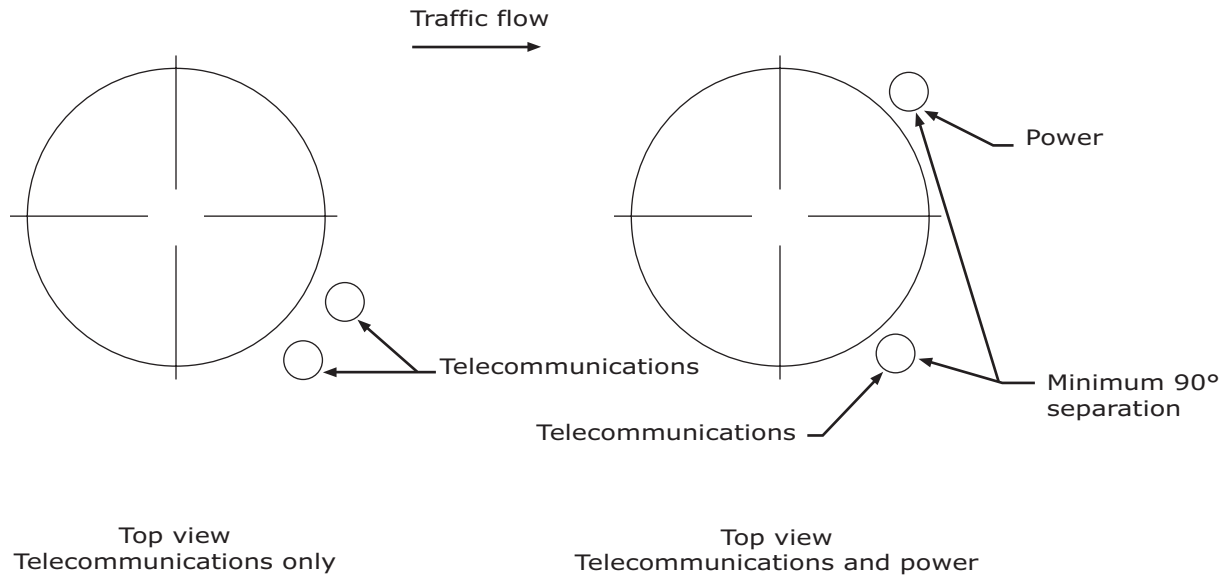 Traffic flow
Power
Telecommunications
Minimum 90°
separation
Telecommunications
Top view
Telecommunications only
Top view
Telecommunications and power